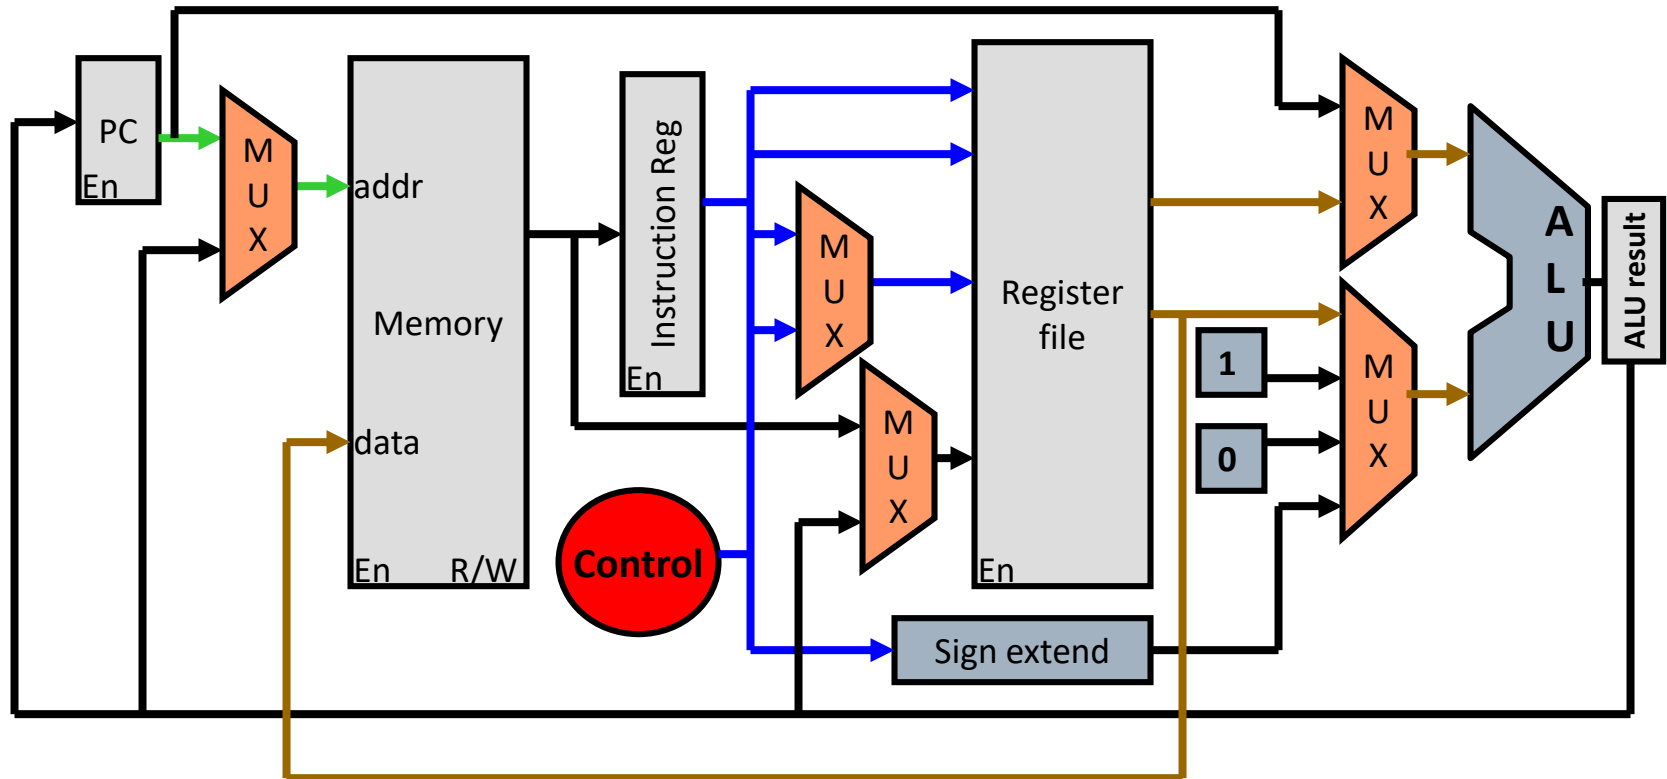 PC
En
M
U
X
addr
Memory
data
En
R/W
Instruction Reg
En
M
U
X
M
U
X
Control
Register
file
En
Sign extend
1
0
M
U
X
M
U
X
A
L
U
ALU result